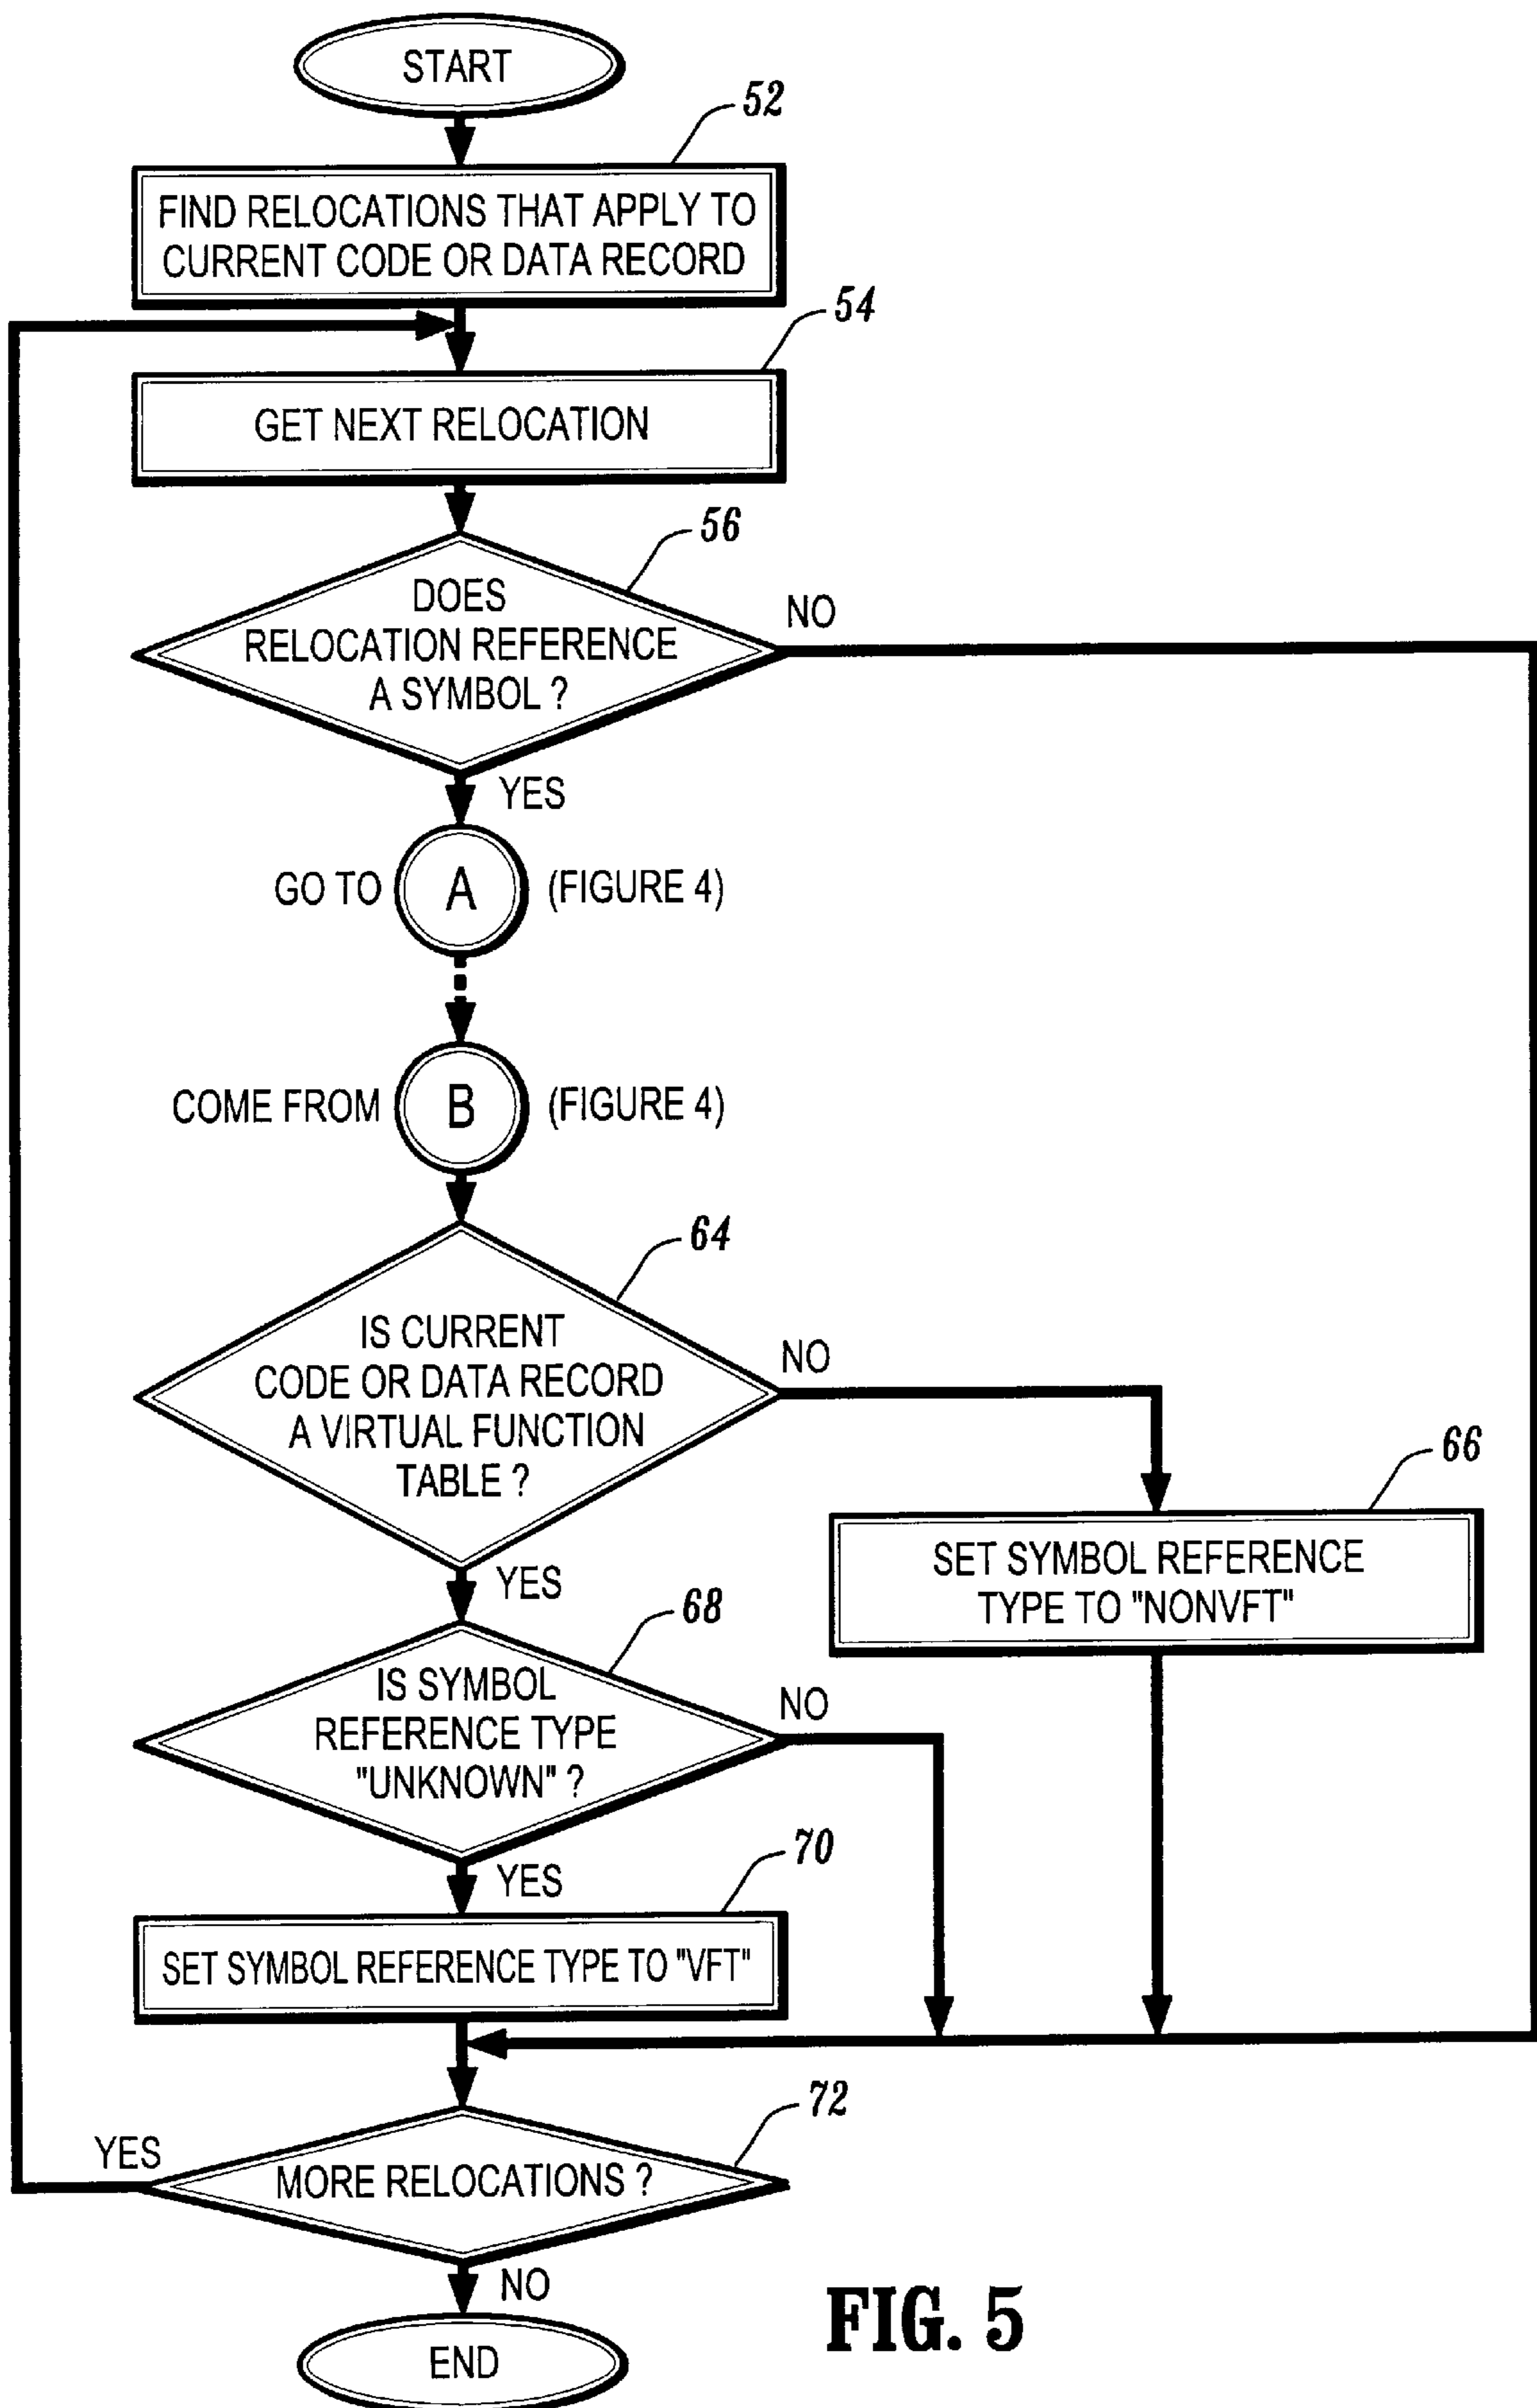 START
52
FIND RELOCATIONS THAT APPLY TO
CURRENT CODE OR DATA RECORD
54
GET NEXT RELOCATION
56
DOES
RELOCATION REFERENCE
A SYMBOL ?
NO
YES
GO TO A (FIGURE 4)
COME FROM B (FIGURE 4)
64
IS CURRENT
CODE OR DATA RECORD
A VIRTUAL FUNCTION
TABLE ?
NO
YES
66
SET SYMBOL REFERENCE
TYPE TO "NONVFT"
68
IS SYMBOL
REFERENCE TYPE
"UNKNOWN" ?
NO
YES
70
SET SYMBOL REFERENCE TYPE TO "VFT"
72
MORE RELOCATIONS ?
YES
NO
END
FIG. 5